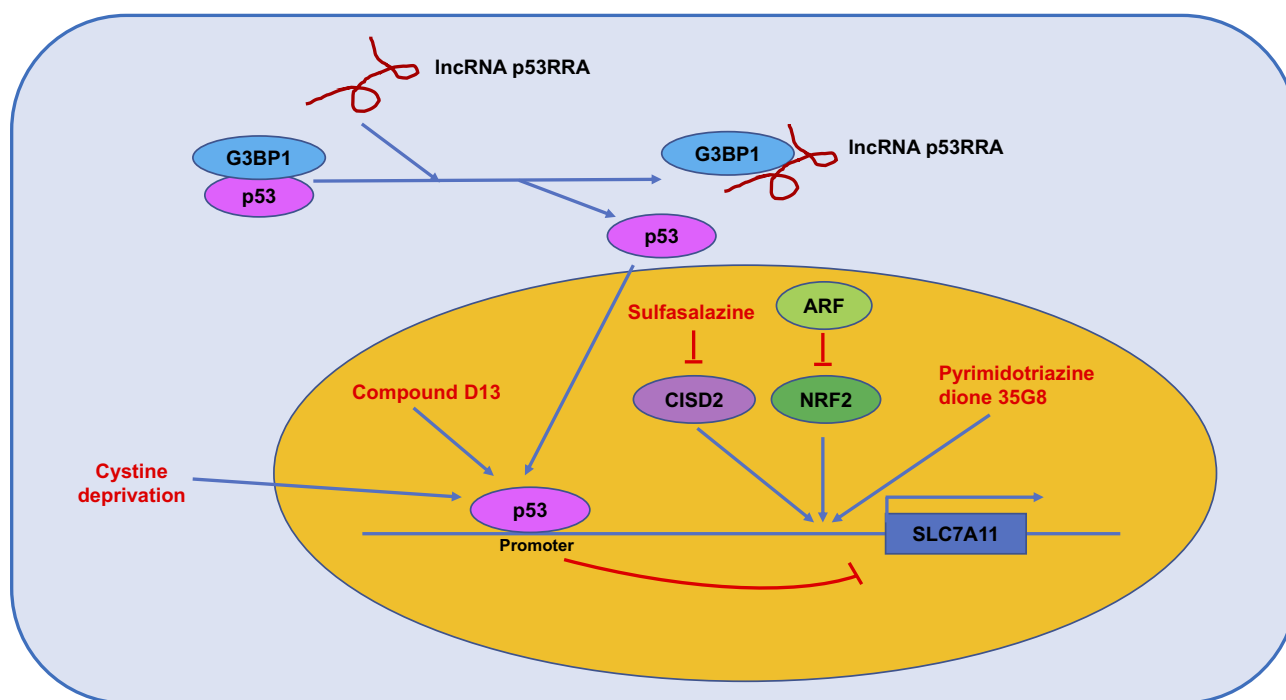 lncRNA p53RRA
G3BP1
p53
G3BP1
lncRNA p53RRA
p53
Sulfasalazine
ARF
Compound D13
CISD2
NRF2
Pyrimidotriazine
dione 35G8
Cystine
deprivation
p53
Promoter
SLC7A11